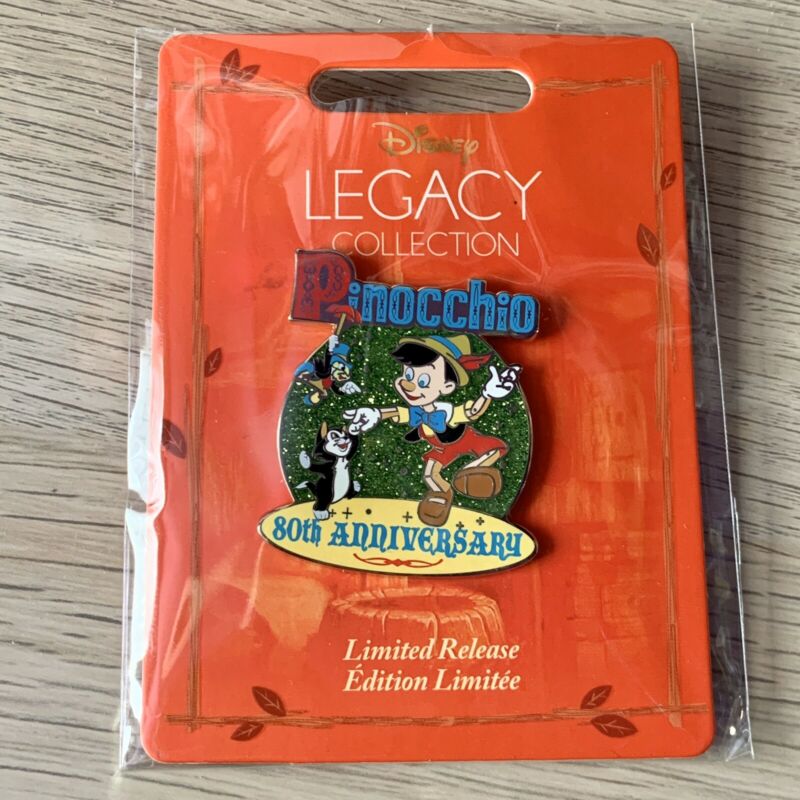 Disney
LEGACY
COLLECTION
Pinocchio
80th ANNIVERSARY
Limited Release
Édition Limitée